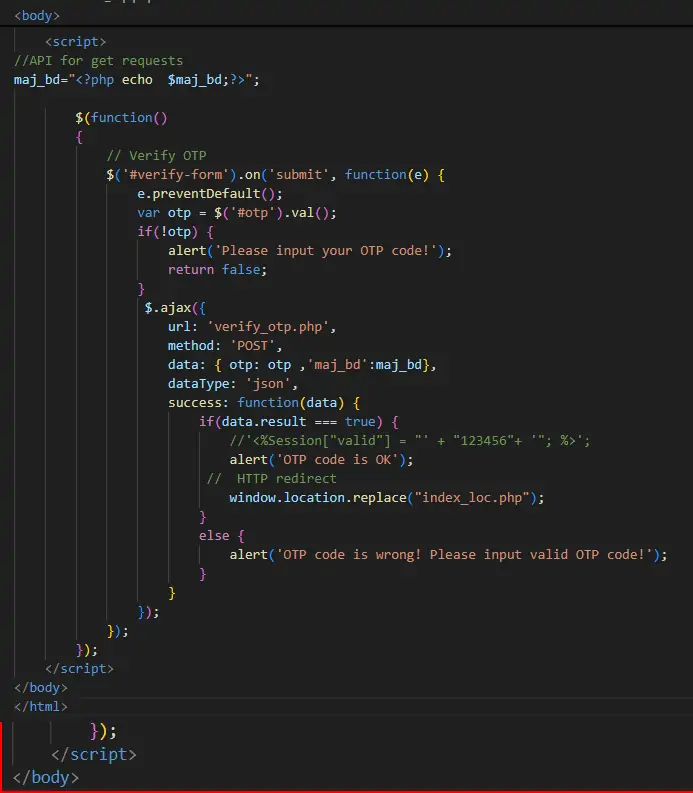 <body>
<script>
//API for get requests
maj_bd="<?php echo  $maj_bd;?>";
$(function()
{
// Verify OTP
$('#verify-form').on('submit', function(e) {
e.preventDefault();
var otp = $('#otp').val();
if(!otp) {
alert('Please input your OTP code!');
return false;
}
$.ajax({
url: 'verify_otp.php',
method: 'POST',
data: { otp: otp ,'maj_bd':maj_bd},
dataType: 'json',
success: function(data) {
if(data.result === true) {
//'<%Session["valid"] = "' + "123456"+ '"; %>';
alert('OTP code is OK');
//  HTTP redirect
window.location.replace("index_loc.php");
}
else {
alert('OTP code is wrong! Please input valid OTP code!');
}
}
});
});
});
</script>
</body>
</html>
});
</script>
</body>